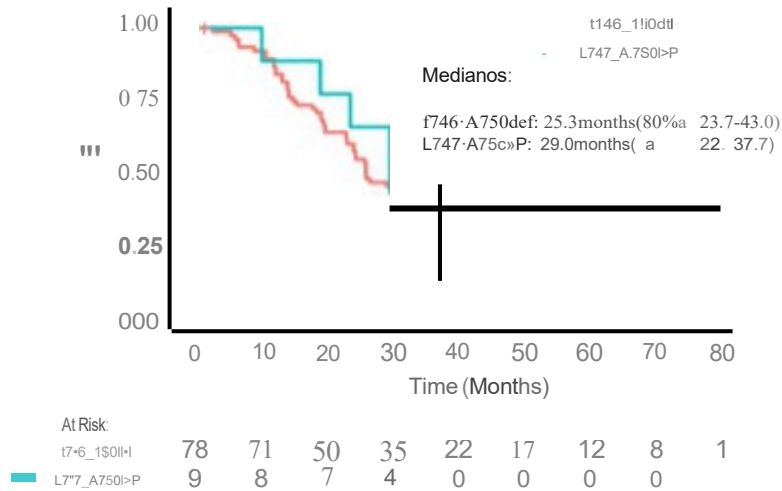 1.00
0 75
0.50
0.25
000
"'
t146_1!i0dtl
- L747_A.7S0l>P
Medianos:
f746·A750def: 25.3months(80%a 23.7-43.0)
L747·A75c»P: 29.0months( a 22. 37.7)
0 10 20 30 40 50 60 70 80
Time (Months)
At Risk:
t7•6_1$0ll•l 78 71 50 35 22 17 12 8 1
L7"7_A750l>P 9 8 7 4 0 0 0 0